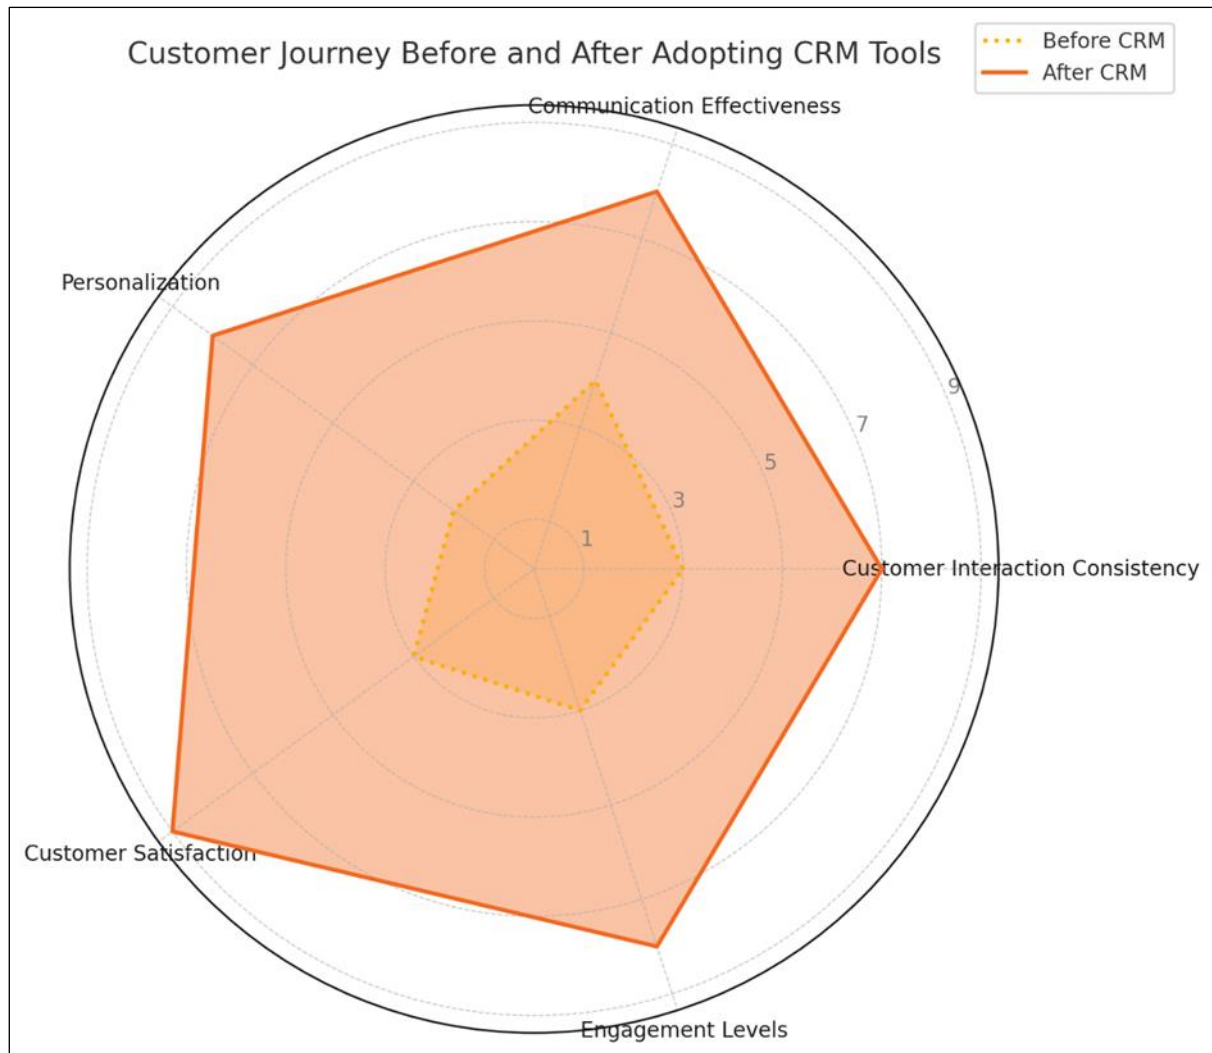 Customer Journey Before and After Adopting CRM Tools
Before CRM
After CRM
Communication Effectiveness
Personalization
9
7
5
3
1
Customer Interaction Consistency
Customer Satisfaction
Engagement Levels